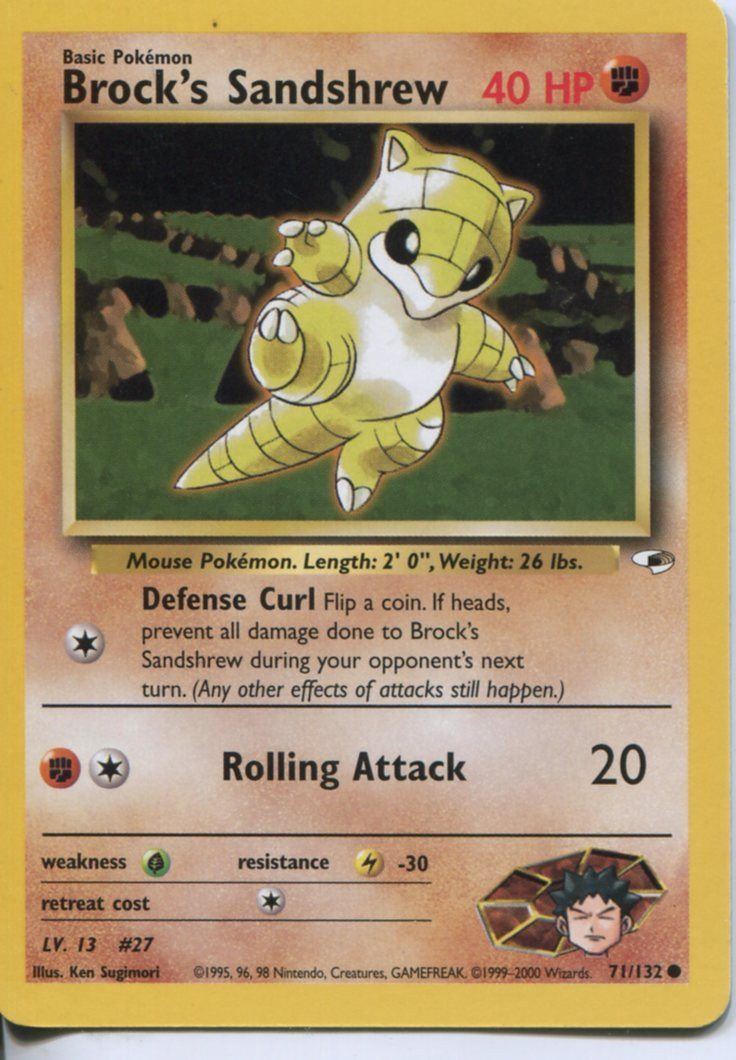 Basic Pokémon
Brock's Sandshrew 40 HP
Mouse Pokémon. Length: 2' 0", Weight: 26 lbs.
Defense Curl Flip a coin. If heads,
prevent all damage done to Brock's
Sandshrew during your opponent's next
turn. (Any other effects of attacks still happen.)
Rolling Attack 20
weakness resistance -30
retreat cost
LV. 13 #27
Illus. Ken Sugimori ©1995, 96, 98 Nintendo, Creatures, GAMEFREAK. ©1999-2000 Wizards. 71/132